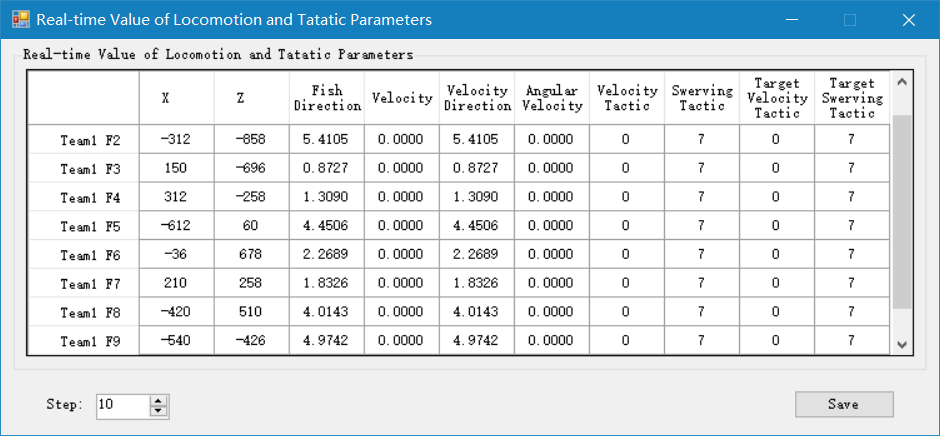 Real-time Value of Locomotion and Tatatic Parameters
Real-time Value of Locomotion and Tatatic Parameters
X Z Fish Direction Velocity Velocity Direction Angular Velocity Velocity Tactic Swerving Tactic Target Velocity Tactic Target Swerving Tactic
Team1 F2 -312 -858 5.4105 0.0000 5.4105 0.0000 0 7 0 7
Team1 F3 150 -696 0.8727 0.0000 0.8727 0.0000 0 7 0 7
Team1 F4 312 -258 1.3090 0.0000 1.3090 0.0000 0 7 0 7
Team1 F5 -612 60 4.4506 0.0000 4.4506 0.0000 0 7 0 7
Team1 F6 -36 678 2.2689 0.0000 2.2689 0.0000 0 7 0 7
Team1 F7 210 258 1.8326 0.0000 1.8326 0.0000 0 7 0 7
Team1 F8 -420 510 4.0143 0.0000 4.0143 0.0000 0 7 0 7
Team1 F9 -540 -426 4.9742 0.0000 4.9742 0.0000 0 7 0 7
Step: 10 Save